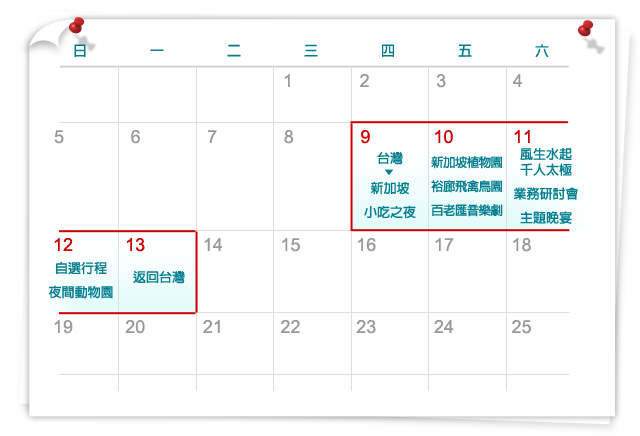 日 一 二 三 四 五 六
1 2 3 4
5 6 7 8 9 10 11
台灣
新加坡
小吃之夜
新加坡植物園
裕廊飛禽鳥園
百老匯音樂劇
風生水起
千人太極
業務研討會
主題晚宴
12 13 14 15 16 17 18
自選行程
夜間動物園
返回台灣
19 20 21 22 23 24 25